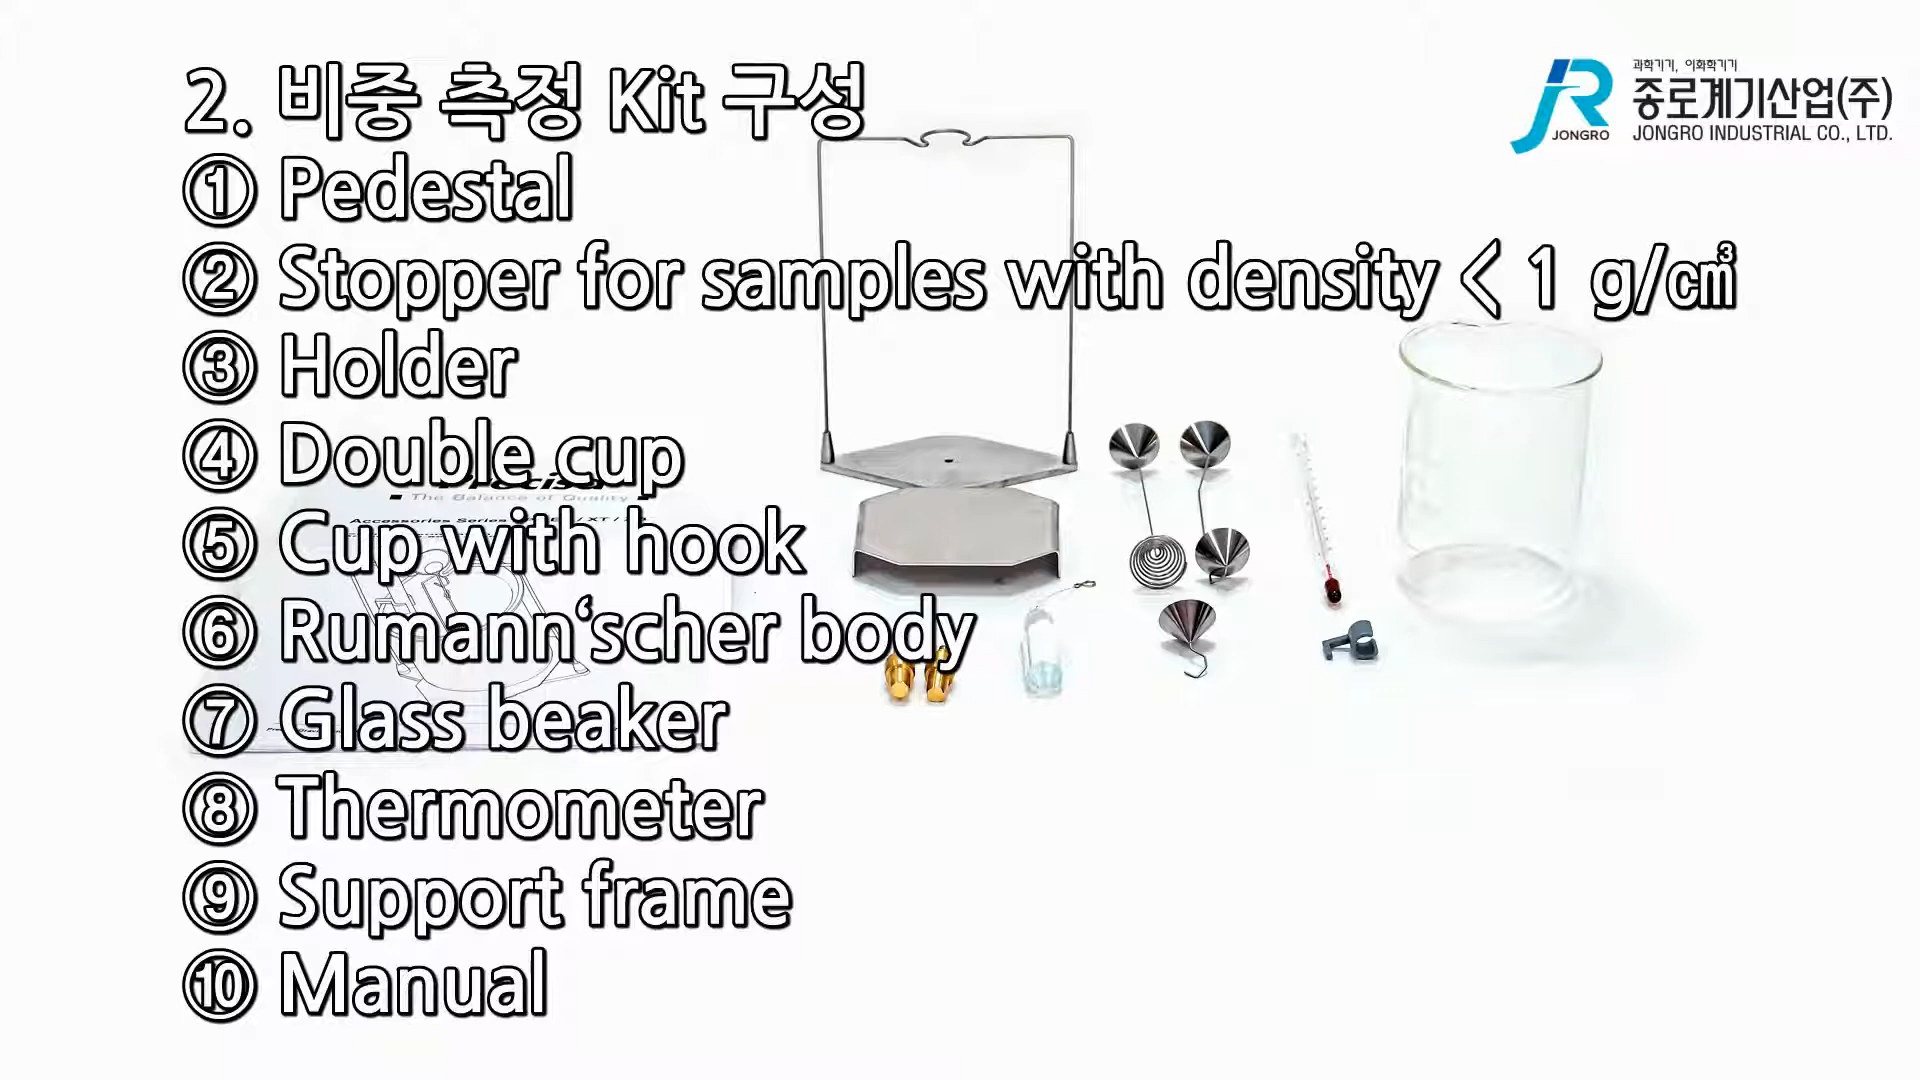 2. 비중 측정 Kit 구성
① Pedestal
② Stopper for samples with density < 1 g/㎤
③ Holder
④ Double cup
⑤ Cup with hook
⑥ Rumann‘scher body
⑦ Glass beaker
⑧ Thermometer
⑨ Support frame
⑩ Manual
과학기기, 이화학기기
종로계기산업(주)
JONGRO INDUSTRIAL CO., LTD.
JR
JONGRO
The Balance of Quality
Accessories Series